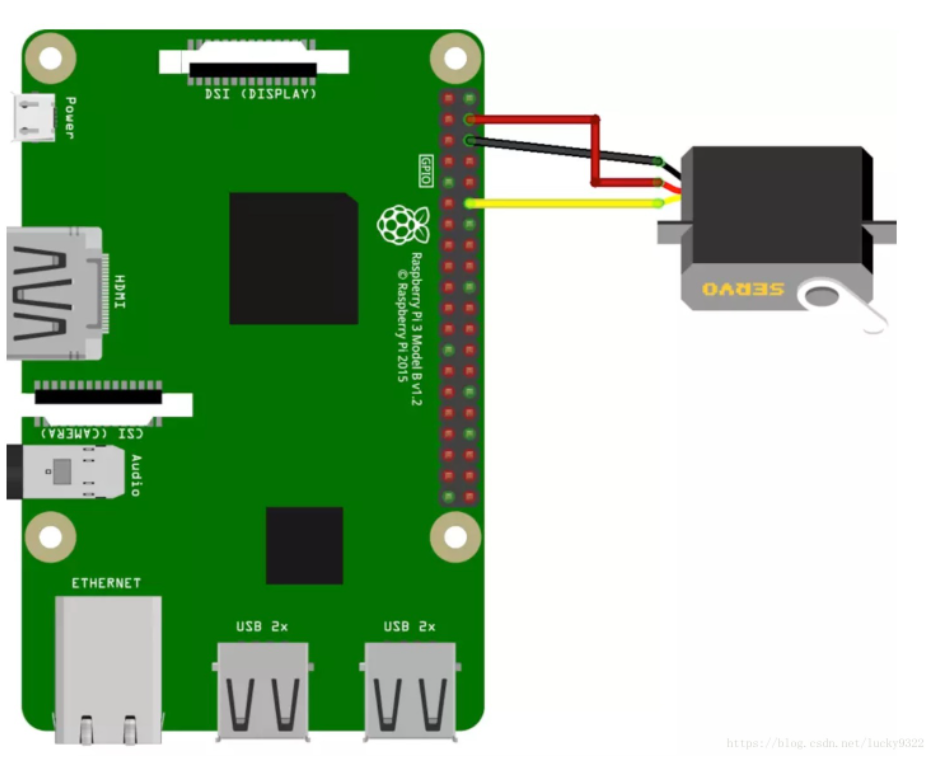 DSI (DISPLAY)
Power
GPIO
HDMI
Raspberry Pi 3 Model B v1.2
© Raspberry Pi 2015
SERVO
CSI (CAMERA)
Audio
ETHERNET
USB 2x
USB 2x
https://blog.csdn.net/lucky9322